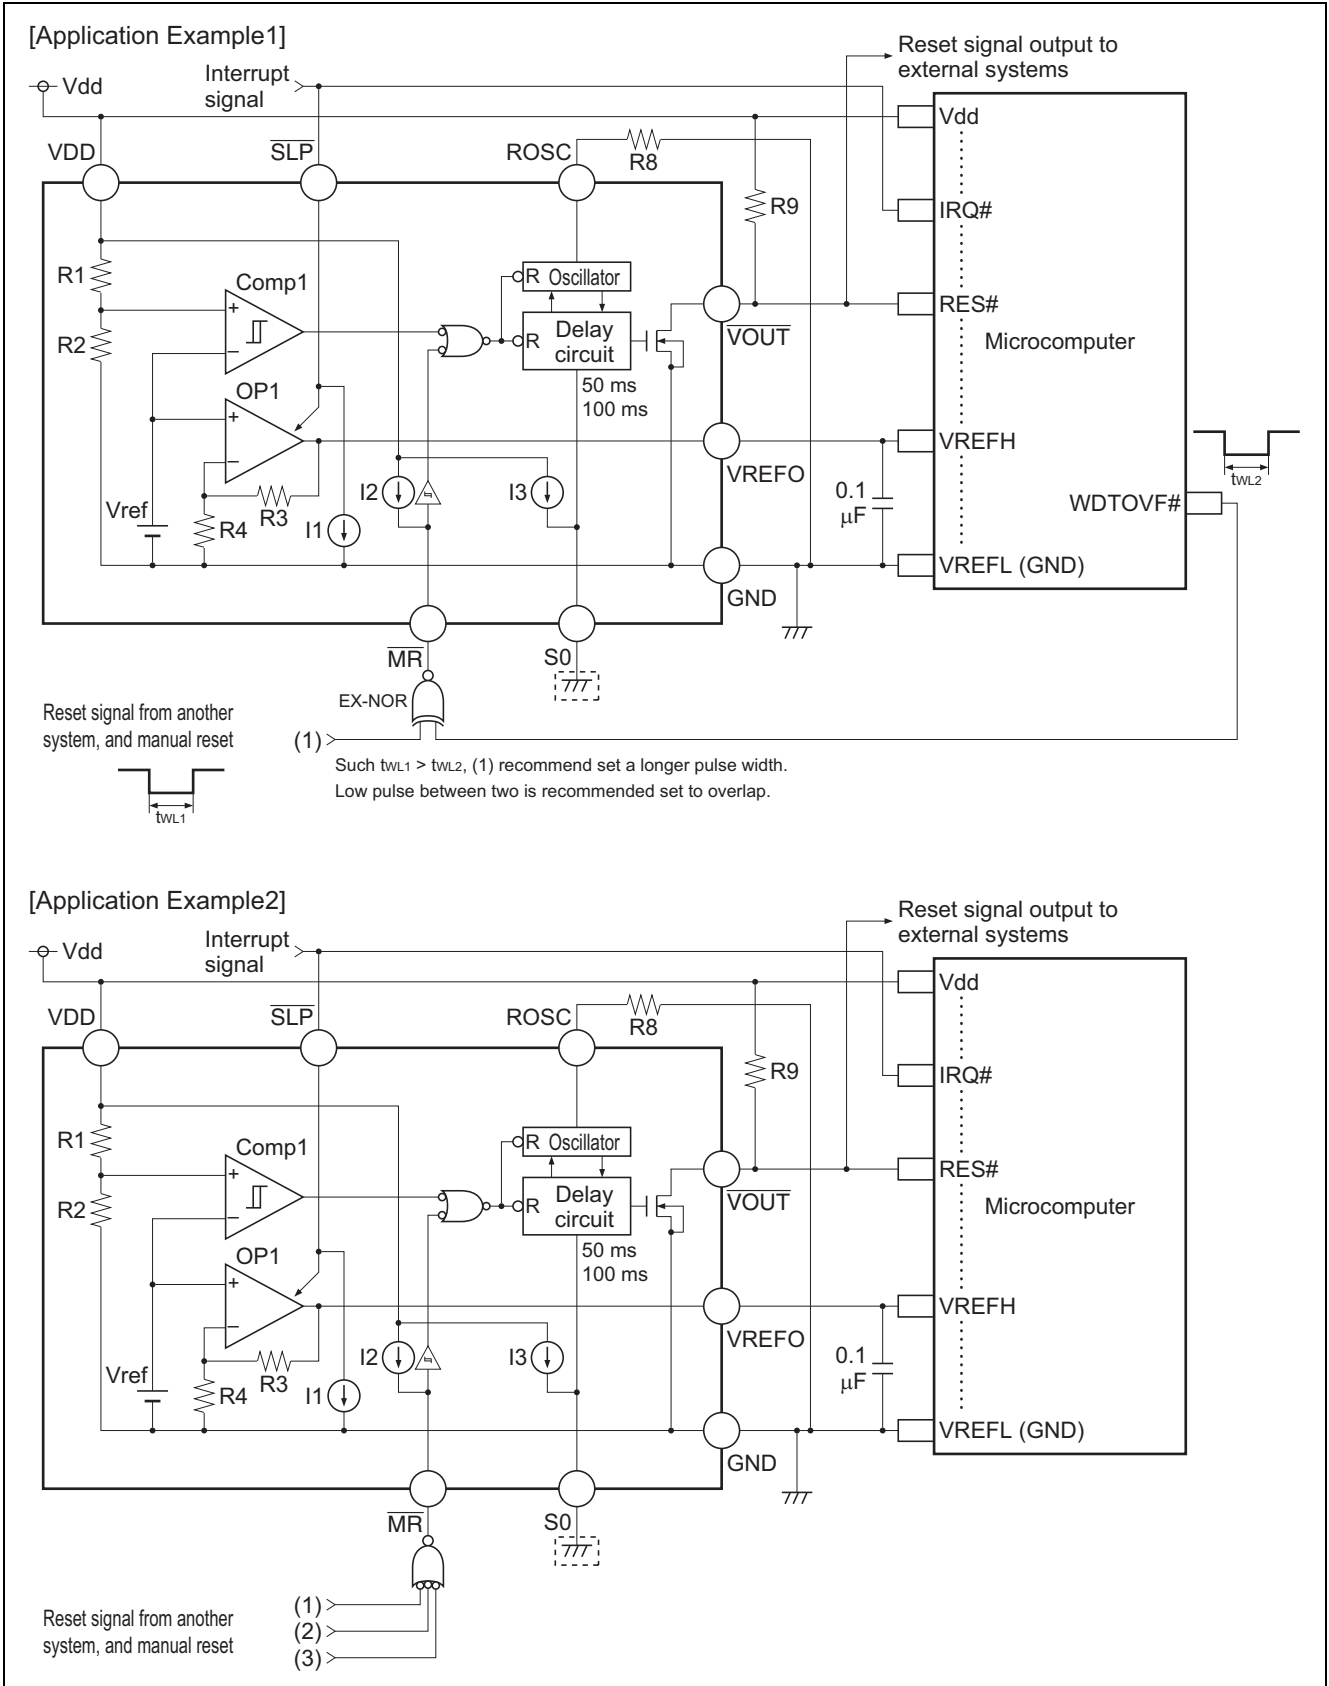 [Application Example1]
Vdd
Interrupt
signal
Reset signal output to
external systems
VDD
SLP
ROSC
R8
R9
Vdd
IRQ#
RES#
Microcomputer
VREFH
WDTOVF#
VREFL (GND)
R1
R2
Comp1
OP1
R Oscillator
R
Delay
circuit
50 ms
100 ms
VOUT
VREFO
GND
Vref
R4
R3
I1
I2
I3
0.1
μF
tWL2
MR
S0
EX-NOR
Reset signal from another
system, and manual reset
(1)
tWL1
Such tWL1 > tWL2, (1) recommend set a longer pulse width.
Low pulse between two is recommended set to overlap.
[Application Example2]
Vdd
Interrupt
signal
Reset signal output to
external systems
VDD
SLP
ROSC
R8
R9
Vdd
IRQ#
RES#
Microcomputer
VREFH
VREFL (GND)
R1
R2
Comp1
OP1
R Oscillator
R
Delay
circuit
50 ms
100 ms
VOUT
VREFO
GND
Vref
R4
R3
I1
I2
I3
0.1
μF
MR
S0
Reset signal from another
system, and manual reset
(1)
(2)
(3)